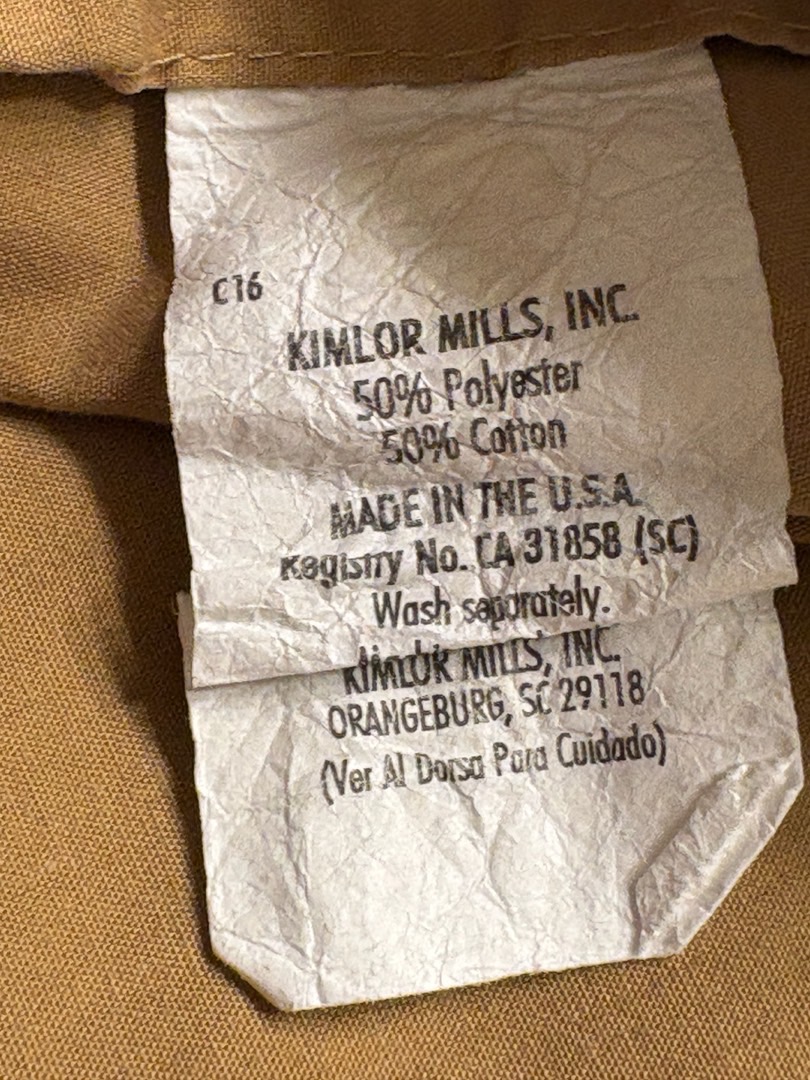 C16
KIMLOR MILLS, INC.
50% Polyester
50% Cotton
MADE IN THE U.S.A.
Registry No. CA 31858 (SC)
Wash separately.
KIMLOR MILLS, INC.
ORANGEBURG, SC 29118
(Ver Al Dorsa Para Cuidado)